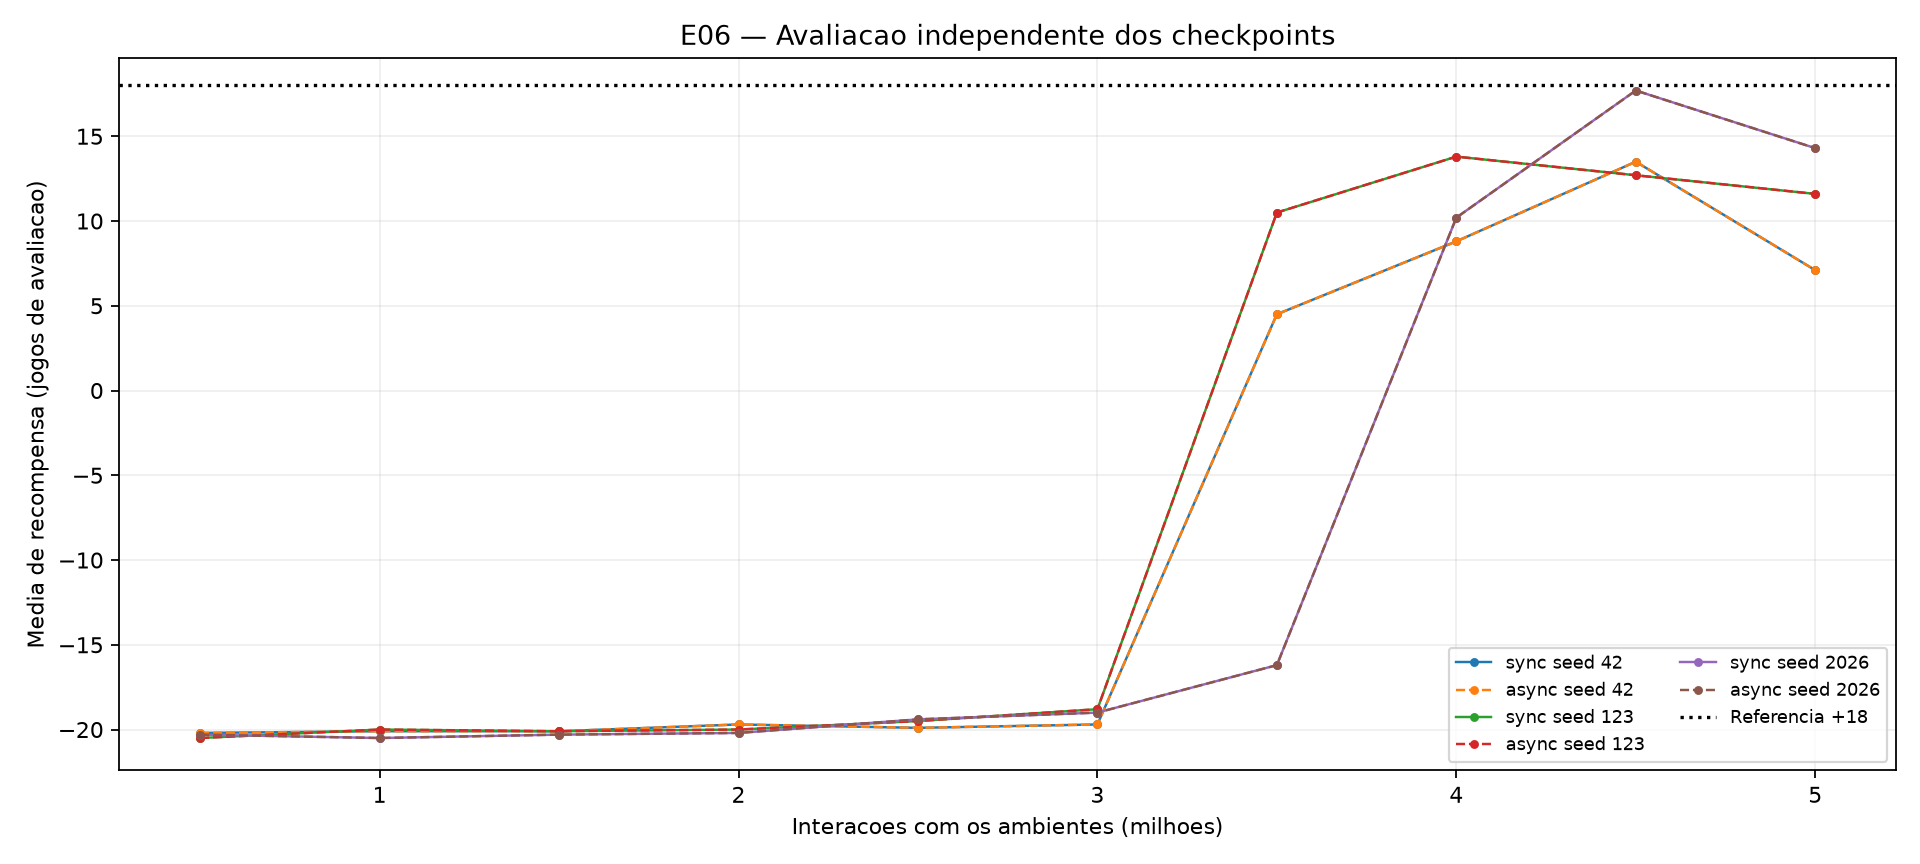 E06 — Avaliacao independente dos checkpoints
Media de recompensa (jogos de avaliacao)
15
10
5
0
−5
−10
−15
−20
1
2
3
4
5
Interacoes com os ambientes (milhoes)
sync seed 42
async seed 42
sync seed 123
async seed 123
sync seed 2026
async seed 2026
Referencia +18